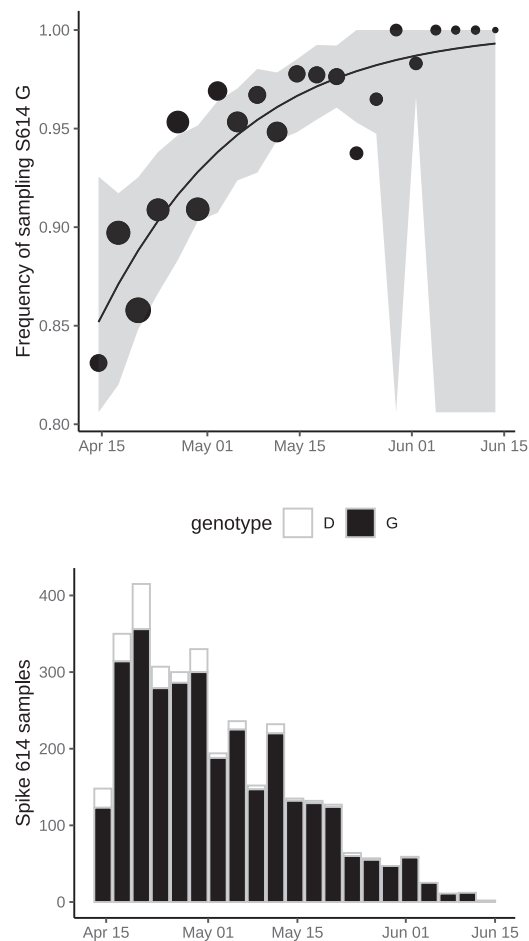 Frequency of sampling S614 G
1.00
0.95
0.90
0.85
0.80
Apr 15 May 01 May 15 Jun 01 Jun 15
genotype D G
Spike 614 samples
400
300
200
100
0
Apr 15 May 01 May 15 Jun 01 Jun 15